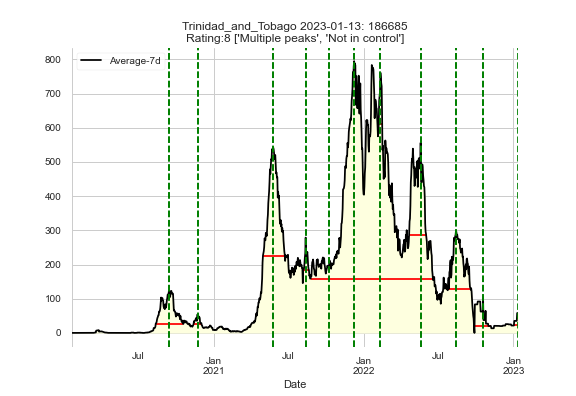 Trinidad_and_Tobago 2023-01-13: 186685
Rating:8 ['Multiple peaks', 'Not in control']
Average-7d
800
700
600
500
400
300
200
100
0
Jul
Jan
2021
Jul
Jan
2022
Jul
Jan
2023
Date